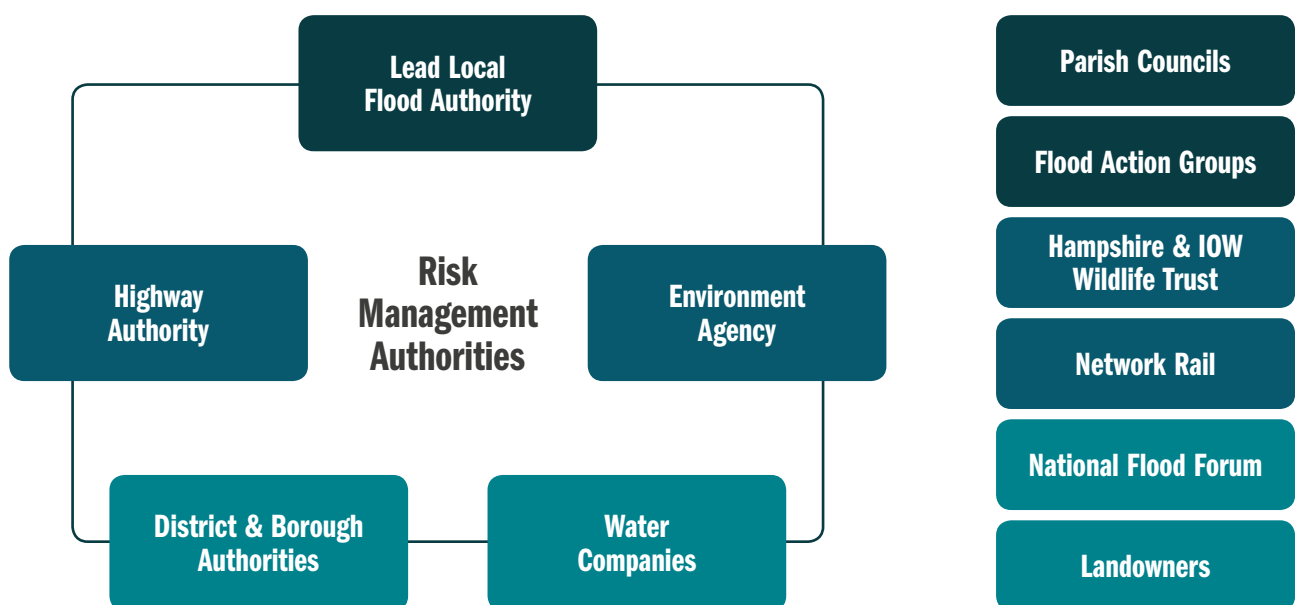 Lead Local
Flood Authority
Highway
Authority
Risk
Management
Authorities
Environment
Agency
District & Borough
Authorities
Water
Companies
Parish Councils
Flood Action Groups
Hampshire & IOW
Wildlife Trust
Network Rail
National Flood Forum
Landowners